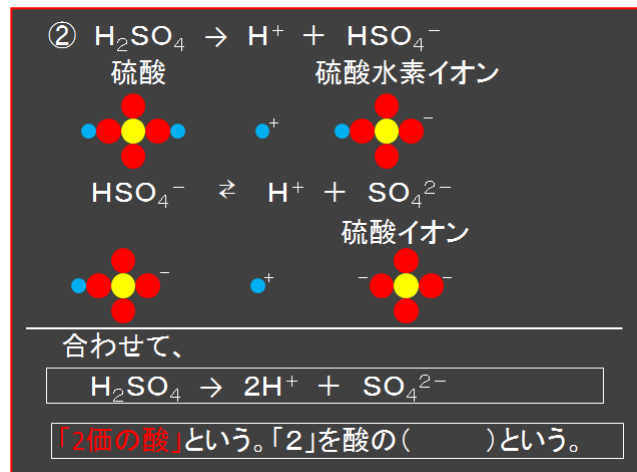 ② H₂SO₄ → H⁺ + HSO₄⁻
硫酸 硫酸水素イオン
+ −
HSO₄⁻ ⇄ H⁺ + SO₄²⁻
硫酸イオン
− + − −
合わせて、
H₂SO₄ → 2H⁺ + SO₄²⁻
「2価の酸」という。「2」を酸の(　　　)という。